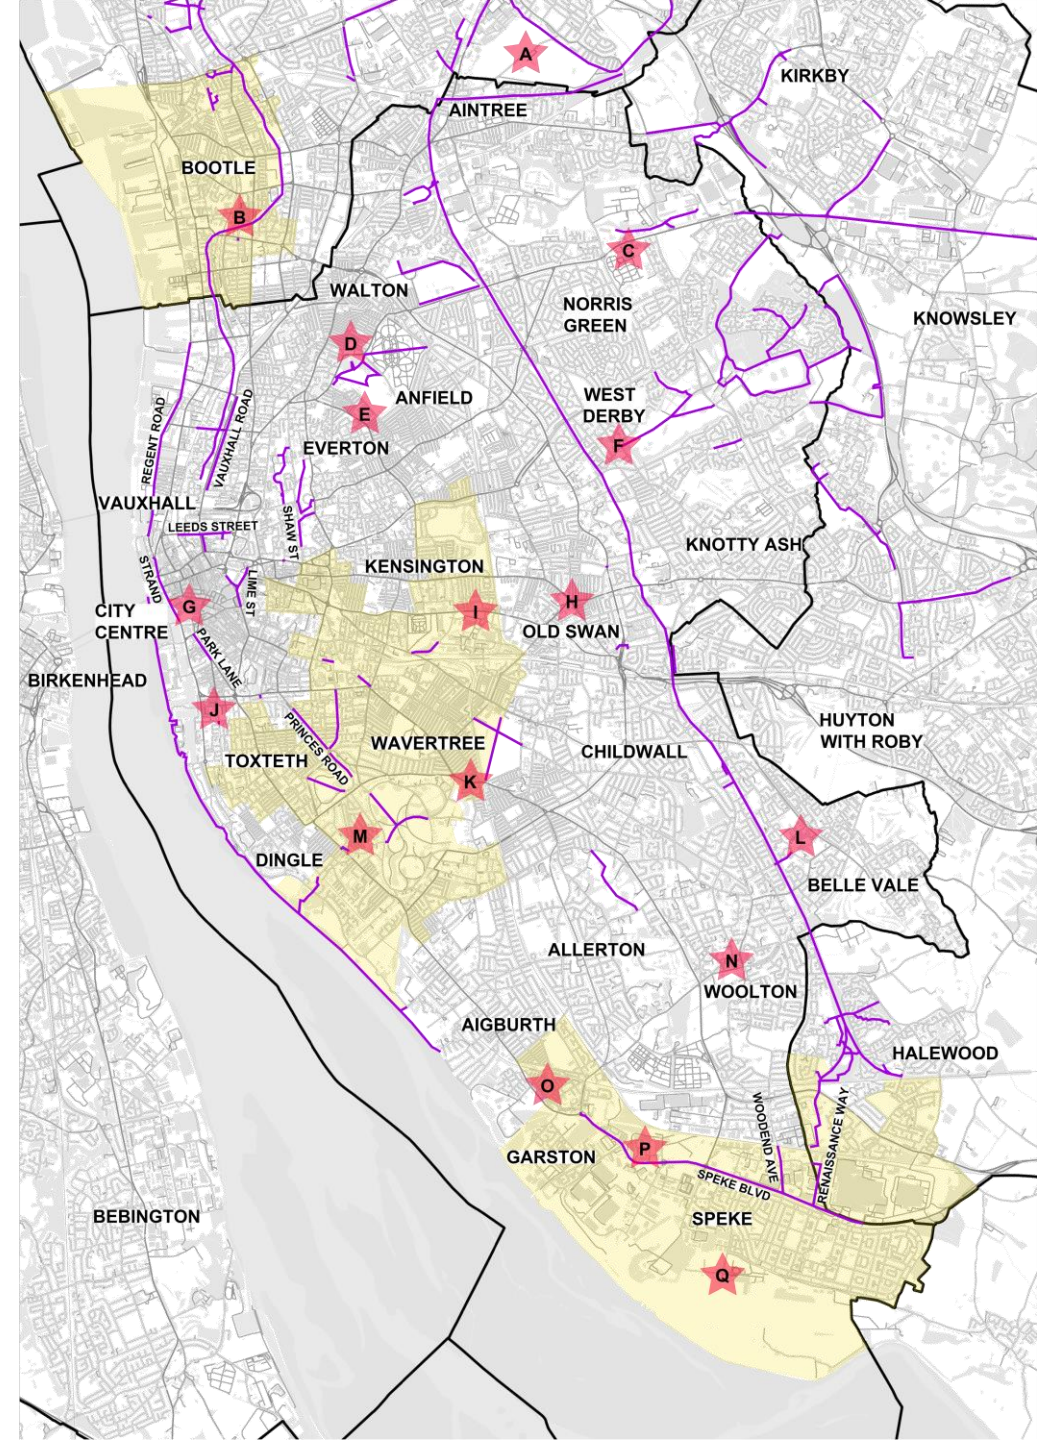 A
KIRKBY
AINTREE
BOOTLE
B
C
WALTON
NORRIS
GREEN
KNOWSLEY
D
ANFIELD
WEST
DERBY
E
F
EVERTON
REGENT ROAD
VAUXHALL ROAD
VAUXHALL
LEEDS STREET
SHAW ST
KNOTTY ASH
KENSINGTON
STRAND
LIME ST
G
CITY
CENTRE
I
H
OLD SWAN
PARK LANE
BIRKENHEAD
J
PRINCES ROAD
TOXTETH
WAVERTREE
CHILDWALL
HUYTON
WITH ROBY
K
M
L
DINGLE
BELLE VALE
ALLERTON
N
WOOLTON
AIGBURTH
HALEWOOD
O
WOODEND AVE
RENAISSANCE WAY
P
GARSTON
SPEKE BLVD
BEBINGTON
SPEKE
Q